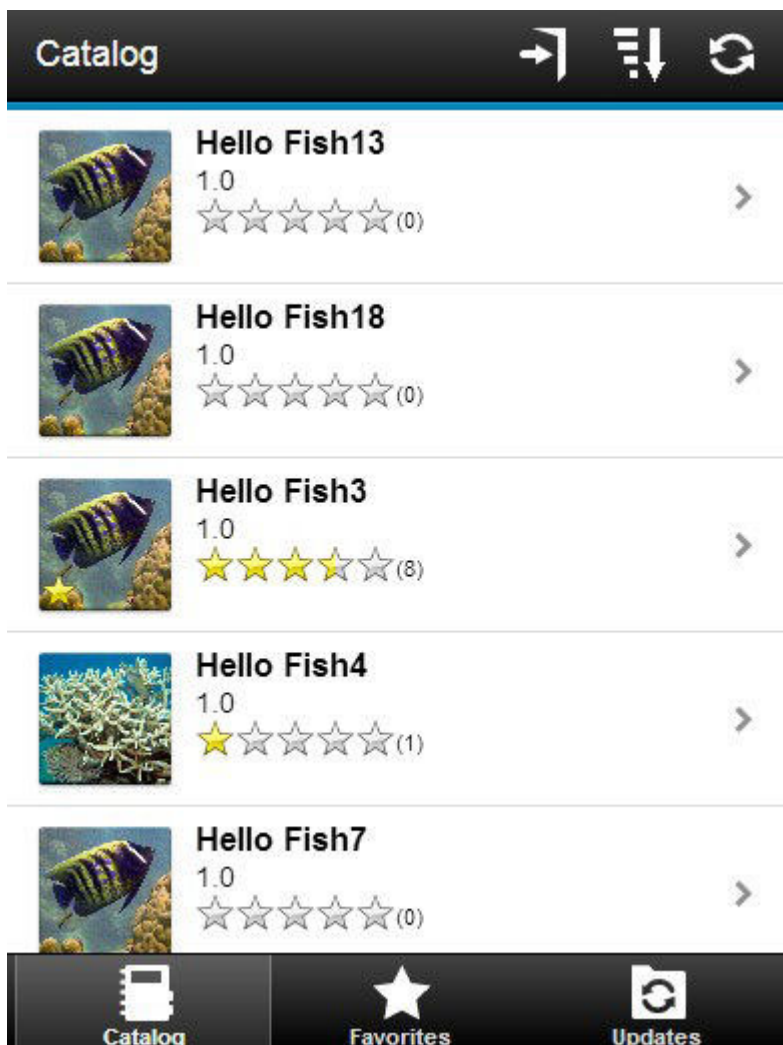 Catalog
Hello Fish13
1.0
(0)
Hello Fish18
1.0
(0)
Hello Fish3
1.0
(8)
Hello Fish4
1.0
(1)
Hello Fish7
1.0
(0)
Catalog Favorites Updates